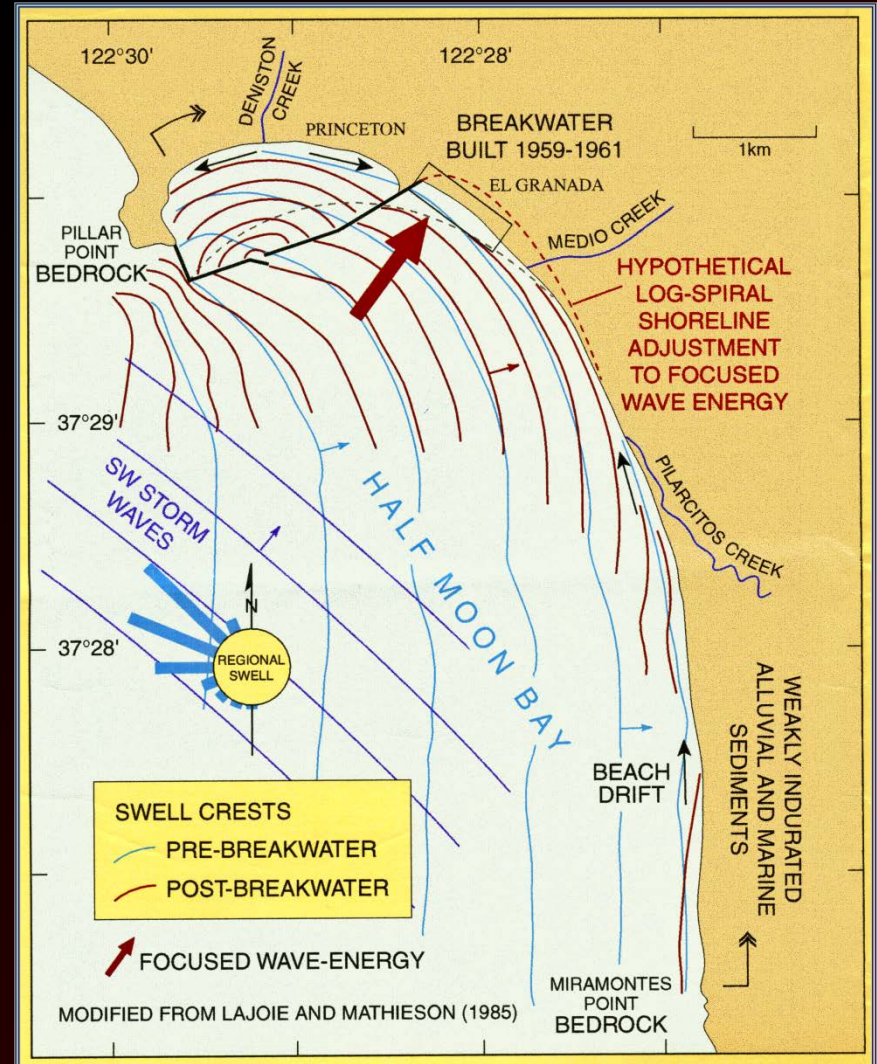 122°30'
122°28'
DENISTON
CREEK
PRINCETON
BREAKWATER
BUILT 1959-1961
1km
EL GRANADA
MEDIO CREEK
PILLAR
POINT
BEDROCK
HYPOTHETICAL
LOG-SPIRAL
SHORELINE
ADJUSTMENT
TO FOCUSED
WAVE ENERGY
37°29'
SW STORM
WAVES
HALF MOON BAY
PILARCITOS CREEK
N
37°28'
REGIONAL
SWELL
WEAKLY INDURATED
ALLUVIAL AND MARINE
SEDIMENTS
BEACH
DRIFT
SWELL CRESTS
PRE-BREAKWATER
POST-BREAKWATER
FOCUSED WAVE-ENERGY
MODIFIED FROM LAJOIE AND MATHIESON (1985)
MIRAMONTES
POINT
BEDROCK